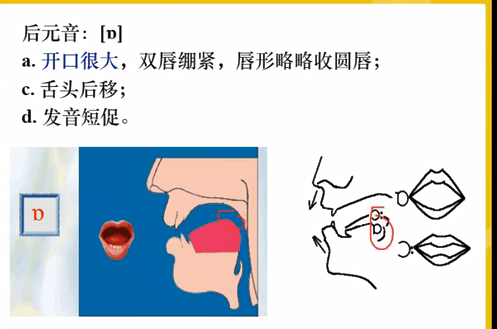 后元音：[ɒ]
a. 开口很大，双唇绷紧，唇形略略收圆唇；
c. 舌头后移；
d. 发音短促。
ɒ